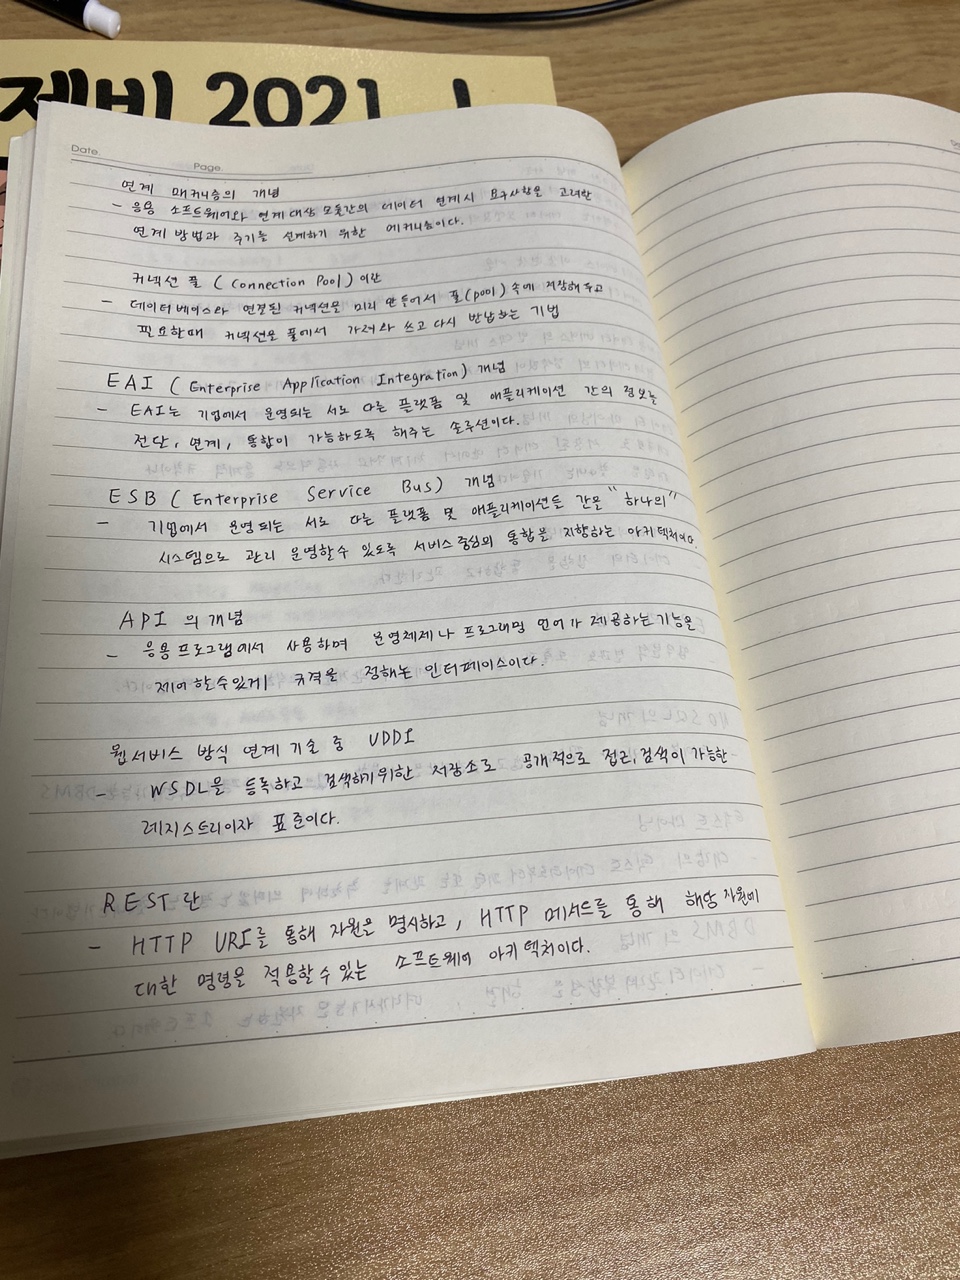 제비 2021
Date.
Page.
연계 매커니즘의 개념
- 응용 소프트웨어와 연계대상 모듈간의 데이터 연계시 요구사항을 고려한
연계 방법과 주기를 설계하기 위한 메커니즘이다.
커넥션 풀 (Connection Pool) 이란
- 데이터베이스와 연결된 커넥션을 미리 만들어서 풀(pool) 속에 저장해 두고
필요할때 커넥션을 풀에서 가져와 쓰고 다시 반납하는 기법
EAI (Enterprise Application Integration) 개념
- EAI는 기업에서 운영되는 서로 다른 플랫폼 및 애플리케이션 간의 정보를
전달, 연계, 통합이 가능하도록 해주는 솔루션이다.
ESB (Enterprise Service Bus) 개념
- 기업에서 운영되는 서로 다른 플랫폼 및 애플리케이션들 간을 "하나의"
시스템으로 관리 운영할수 있도록 서비스 중심의 통합을 지향하는 아키텍처이다.
API 의 개념
- 응용프로그램에서 사용하며 운영체제나 프로그래밍 언어가 제공하는 기능을
제어할수있게 규격을 정해논 인터페이스이다.
웹서비스 방식 연계 기술 중 UDDI
- WSDL을 등록하고 검색하기위한 저장소로 공개적으로 접근, 검색이 가능한
레지스트리이자 표준이다.
REST 란
- HTTP URI를 통해 자원은 명시하고, HTTP 메서드를 통해 해당 자원에
대한 명령을 적용할수 있는 소프트웨어 아키텍처이다.